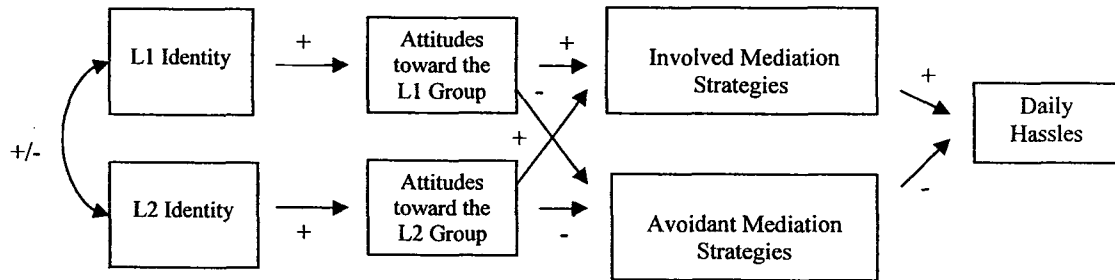 L1 Identity
+
Attitudes
toward the
L1 Group
+
-
Involved Mediation
Strategies
+
Daily
Hassles
+/-
+
L2 Identity
+
Attitudes
toward the
L2 Group
-
Avoidant Mediation
Strategies
-